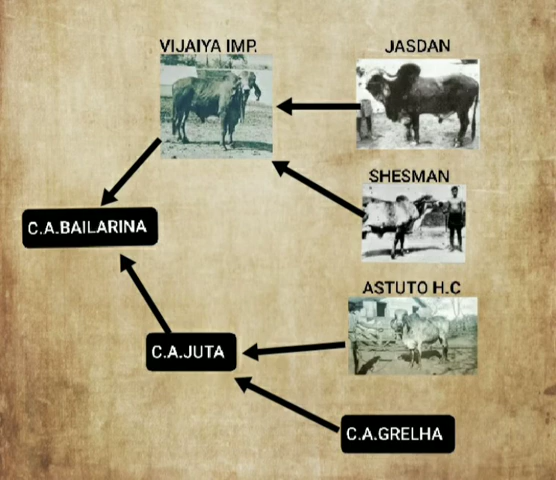 VIJAIYA IMP.
JASDAN
SHESMAN
C.A.BAILARINA
ASTUTO H.C
C.A.JUTA
C.A.GRELHA